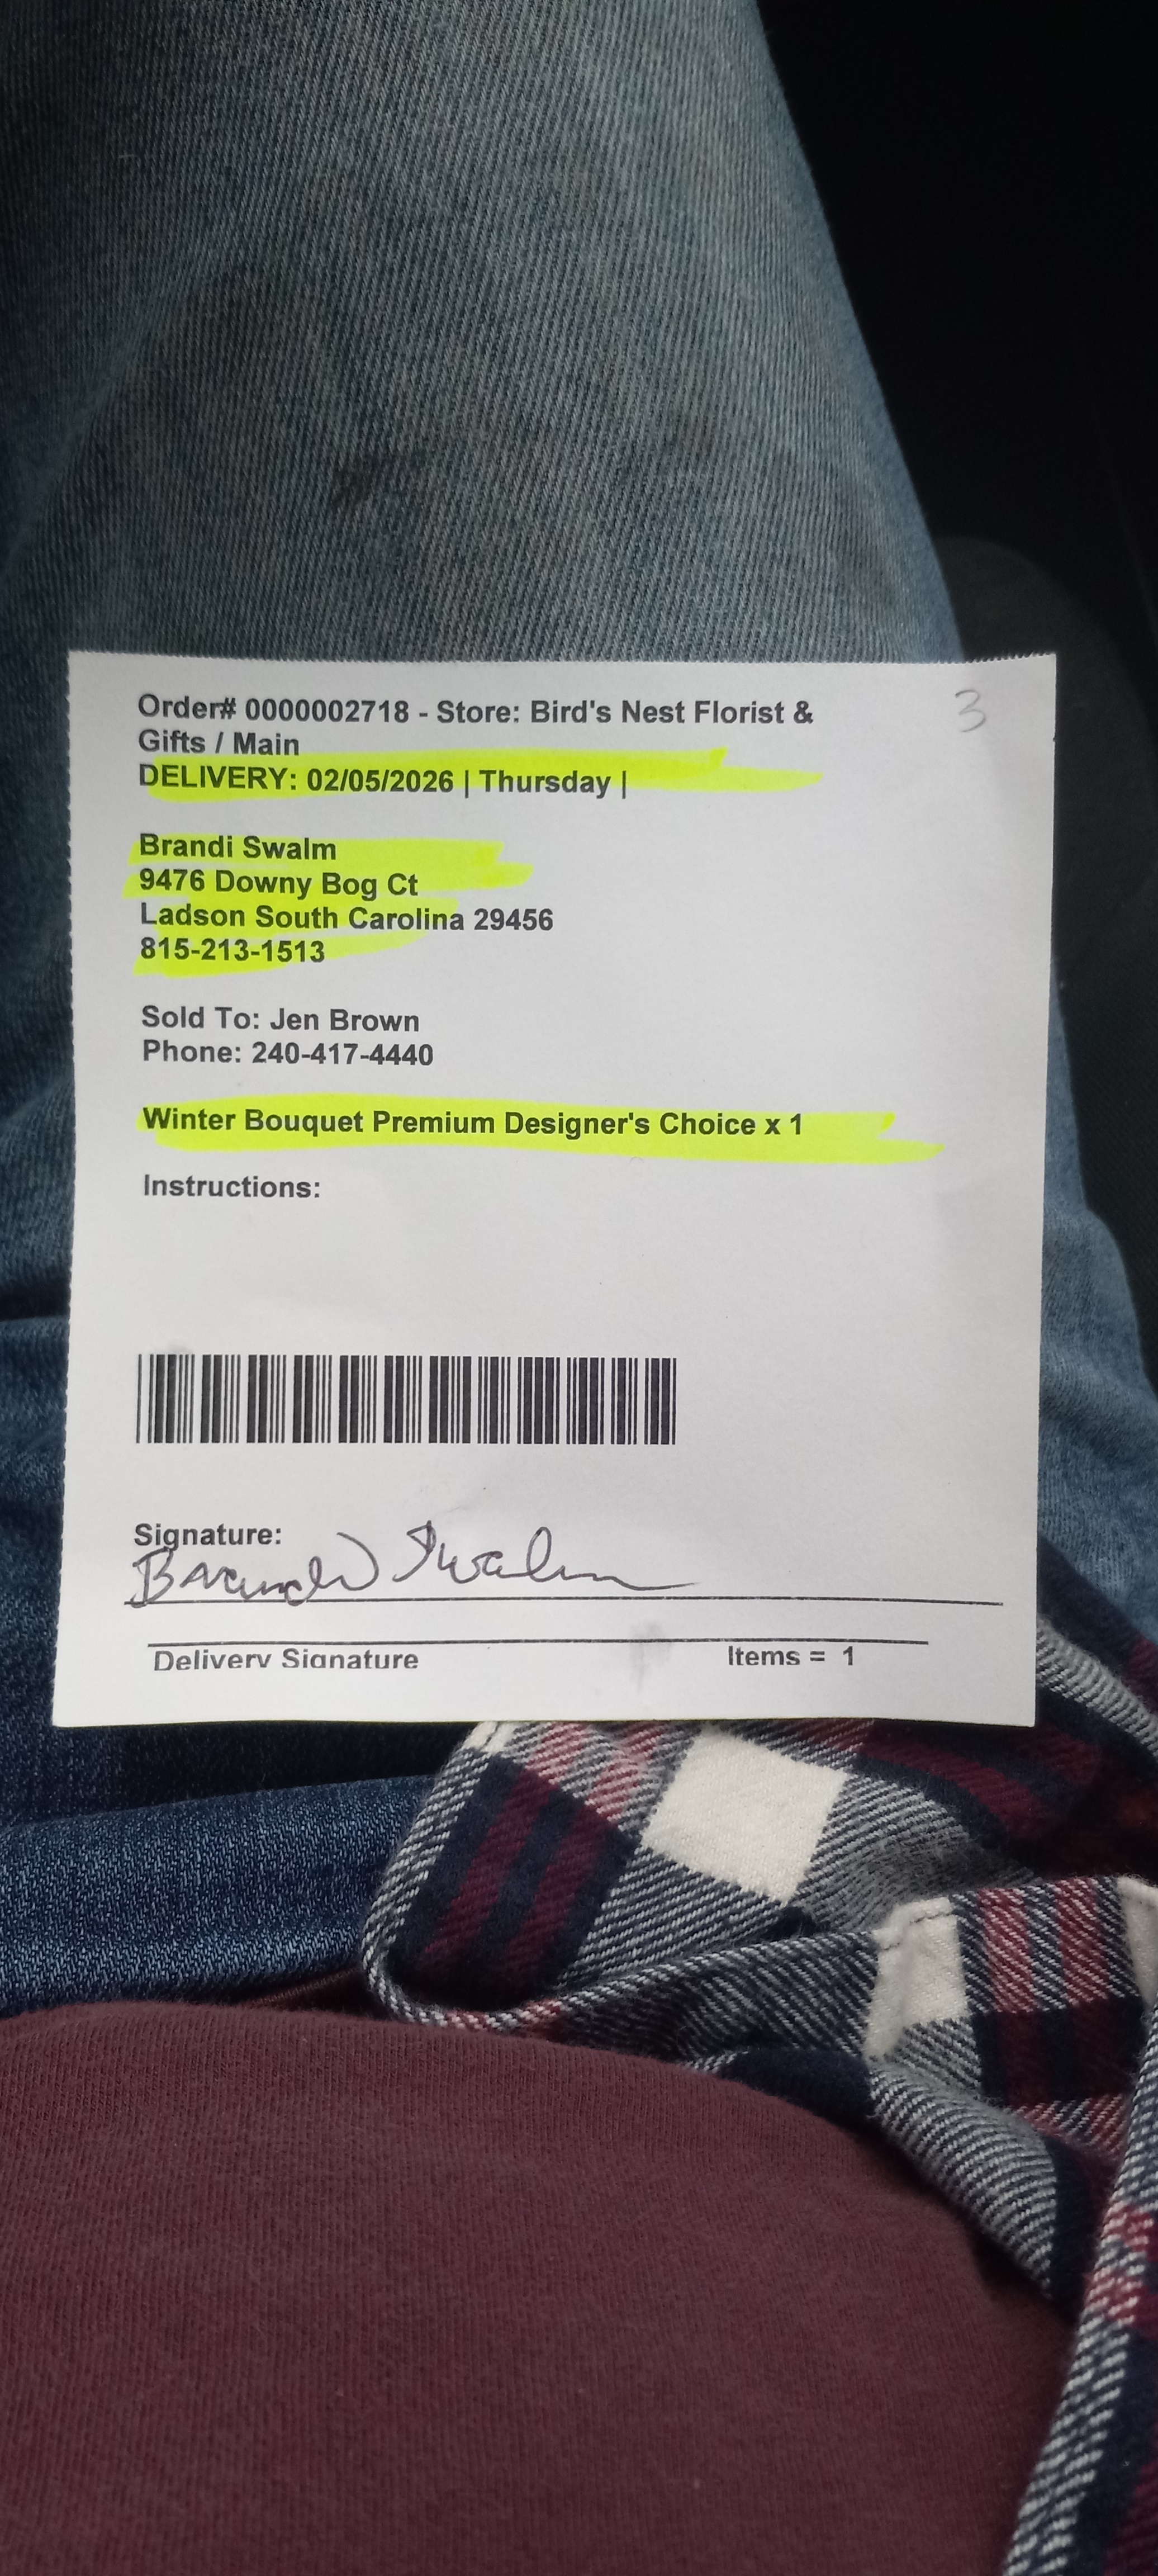 3
Order# 0000002718 - Store: Bird's Nest Florist &
Gifts / Main
DELIVERY: 02/05/2026 | Thursday |
Brandi Swalm
9476 Downy Bog Ct
Ladson South Carolina 29456
815-213-1513
Sold To: Jen Brown
Phone: 240-417-4440
Winter Bouquet Premium Designer's Choice x 1
Instructions:
Signature:
Brandi Swalm
Delivery Signature Items = 1